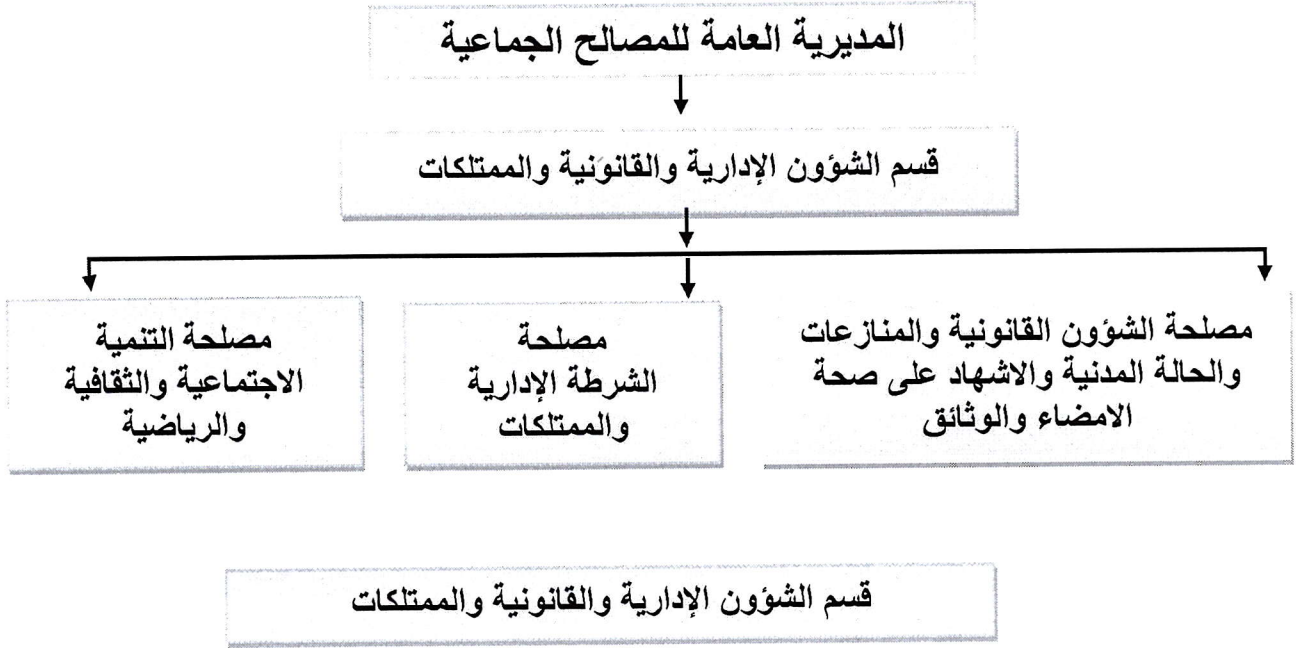 المديرية العامة للمصالح الجماعية
قسم الشؤون الإدارية والقانونية والممتلكات
مصلحة الشؤون القانونية والمنازعات
والحالة المدنية والاشهاد على صحة
الامضاء والوثائق
مصلحة
الشرطة الإدارية
والممتلكات
مصلحة التنمية
الاجتماعية والثقافية
والرياضية
قسم الشؤون الإدارية والقانونية والممتلكات